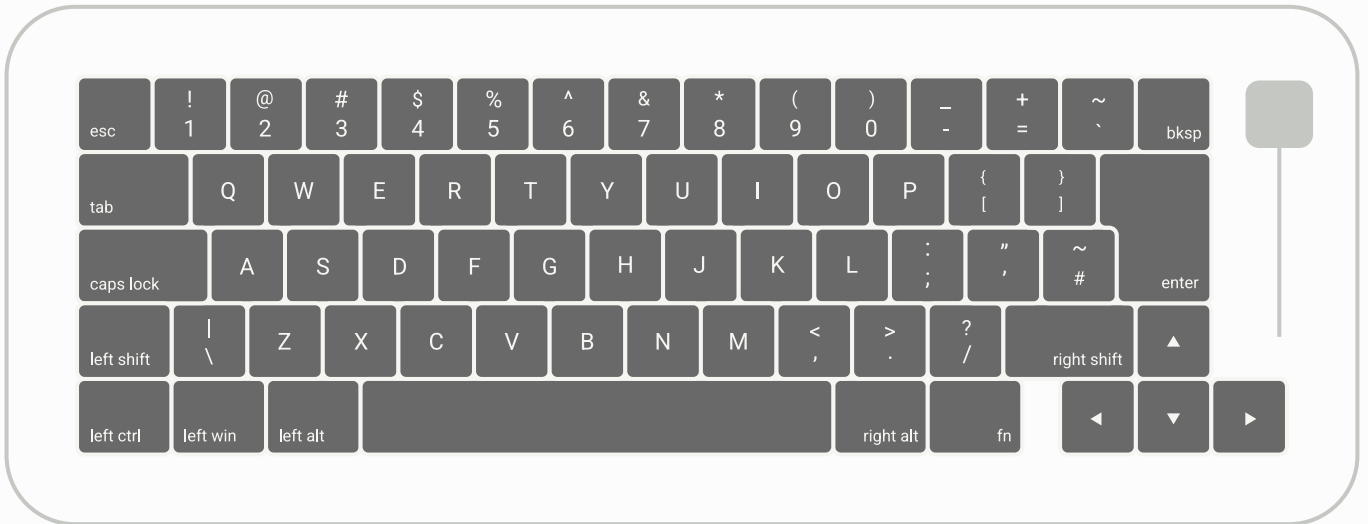 ! @ # $ % ^ & * ( ) _ + ~
esc 1 2 3 4 5 6 7 8 9 0 - = ` bksp
{ }
tab Q W E R T Y U I O P [ ]
: ” ~
caps lock A S D F G H J K L ; ’ # enter
| < > ?
left shift \ Z X C V B N M , . / right shift ▲
left ctrl left win left alt right alt fn ◀ ▼ ▶